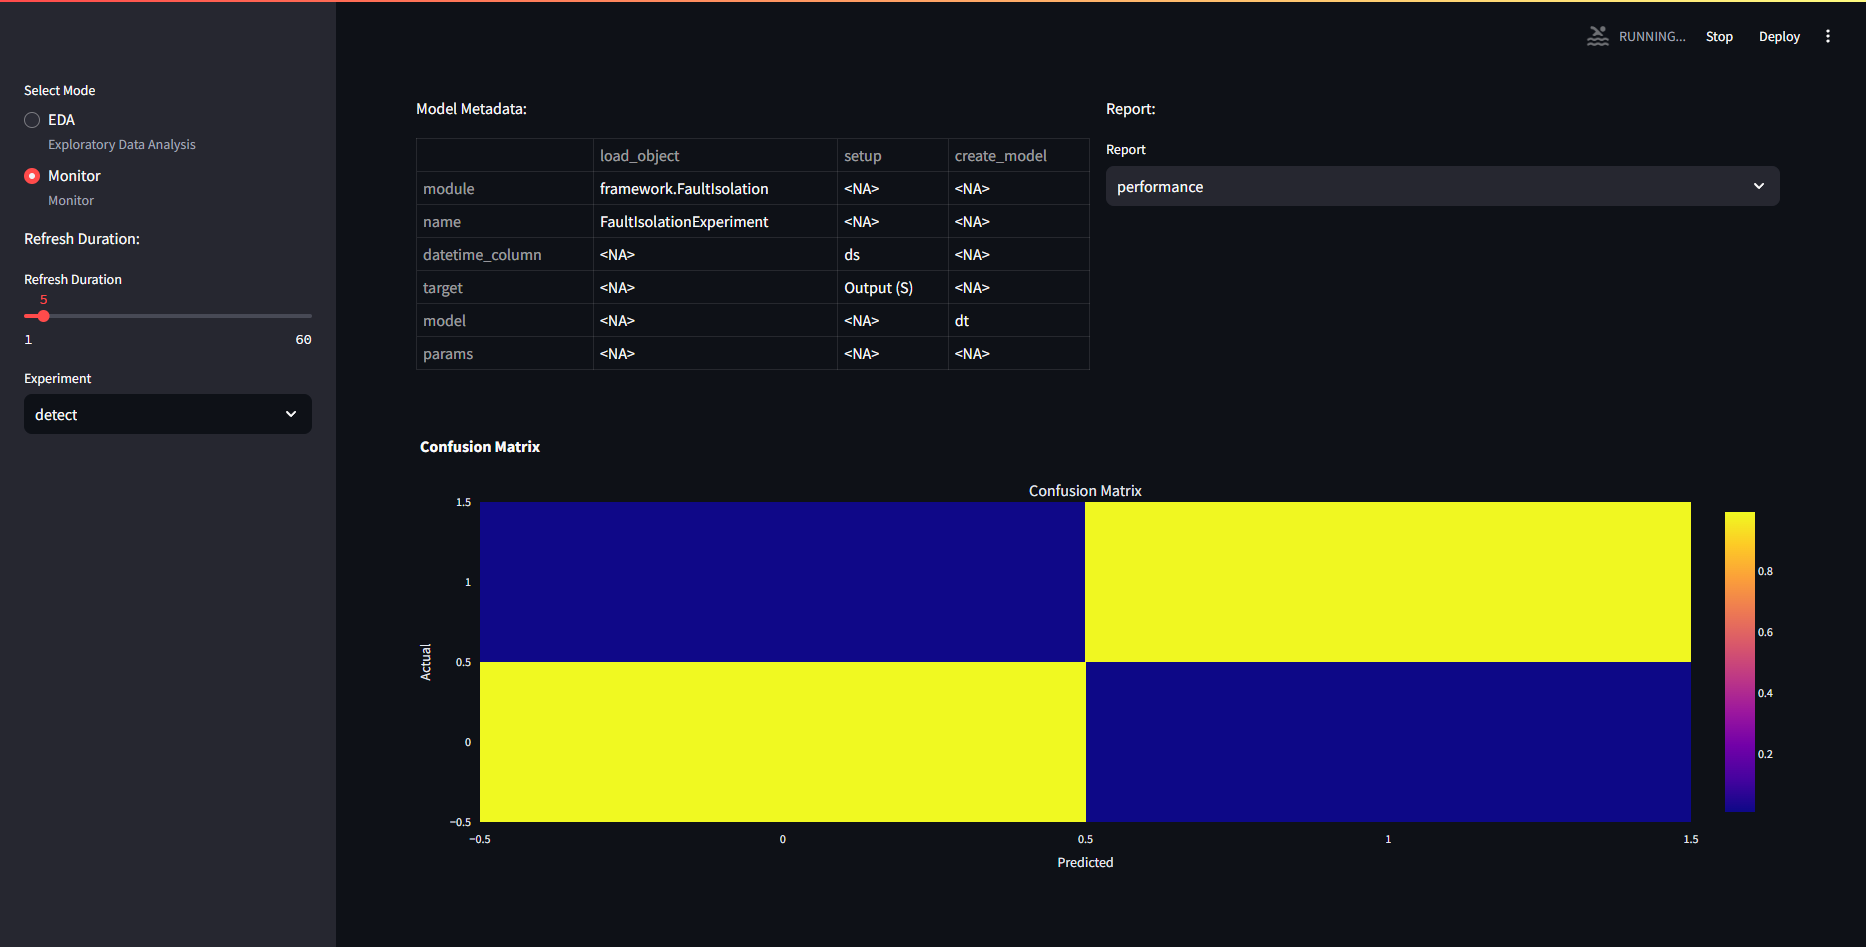 RUNNING... Stop Deploy
Select Mode
EDA
Exploratory Data Analysis
Monitor
Monitor
Refresh Duration:
Refresh Duration
5
1 60
Experiment
detect
Model Metadata:
load_object setup create_model
module framework.FaultIsolation <NA> <NA>
name FaultIsolationExperiment <NA> <NA>
datetime_column <NA> ds <NA>
target <NA> Output (S) <NA>
model <NA> <NA> dt
params <NA> <NA> <NA>
Report:
Report
performance
Confusion Matrix
Confusion Matrix
1.5
1
0.5
0
−0.5
Actual
−0.5 0 0.5 1 1.5
Predicted
0.8
0.6
0.4
0.2